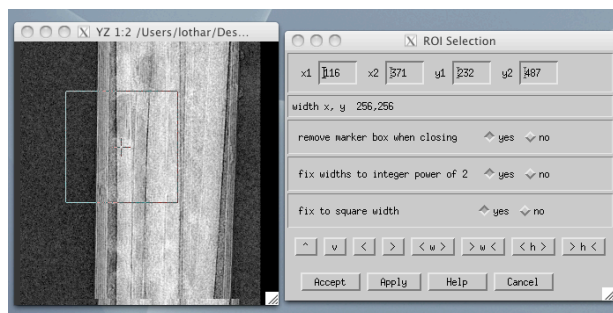 YZ 1:2 /Users/lothar/Des...
ROI Selection
x1 116 x2 371 y1 232 y2 487
width x, y 256,256
remove marker box when closing yes no
fix widths to integer power of 2 yes no
fix to square width yes no
^ v < > < w > > w < < h > > h <
Accept Apply Help Cancel